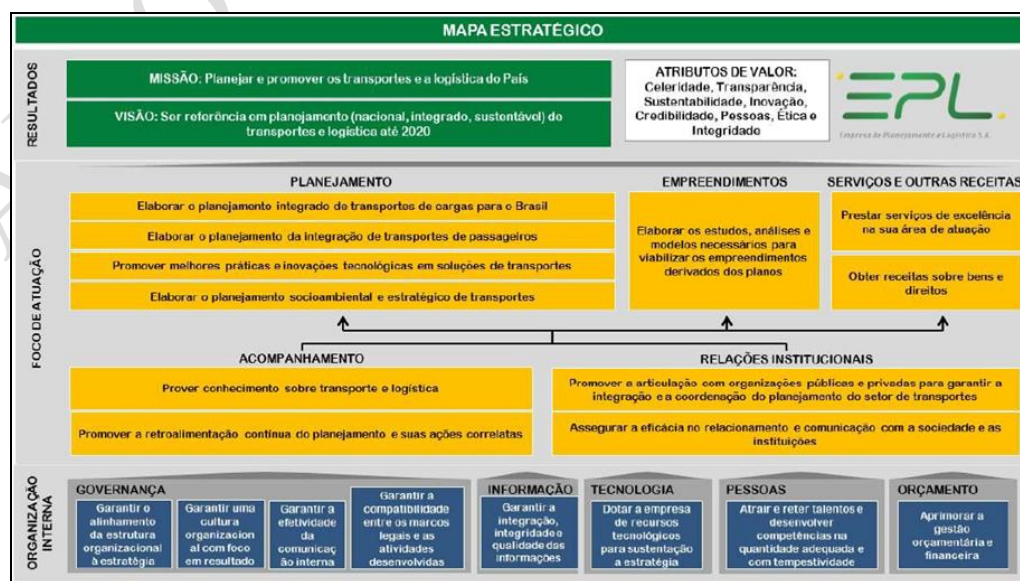 MAPA ESTRATÉGICO
RESULTADOS
MISSÃO: Planejar e promover os transportes e a logística do País
VISÃO: Ser referência em planejamento (nacional, integrado, sustentável) de
transportes e logística até 2020
ATRIBUTOS DE VALOR:
Celeridade, Transparência,
Sustentabilidade, Inovação,
Credibilidade, Pessoas, Ética e
Integridade
EPL
Empresa de Planejamento e Logística S.A.
FOCO DE ATUAÇÃO
PLANEJAMENTO
Elaborar o planejamento integrado de transportes de cargas para o Brasil
Elaborar o planejamento da integração de transportes de passageiros
Promover melhores práticas e inovações tecnológicas em soluções de transportes
Elaborar o planejamento socioambiental e estratégico de transportes
EMPREENDIMENTOS
Elaborar os estudos, análises e
modelos necessários para
viabilizar os empreendimentos
derivados dos planos
SERVIÇOS E OUTRAS RECEITAS
Prestar serviços de excelência
na sua área de atuação
Obter receitas sobre bens e
direitos
ACOMPANHAMENTO
Prover conhecimento sobre transporte e logística
Promover a retroalimentação contínua do planejamento e suas ações correlatas
RELAÇÕES INSTITUCIONAIS
Promover a articulação com organizações públicas e privadas para garantir a
integração e a coordenação do planejamento do setor de transportes
Assegurar a eficácia no relacionamento e comunicação com a sociedade e as
instituições
ORGANIZAÇÃO
INTERNA
GOVERNANÇA
Garantir o
alinhamento
da estrutura
organizacional
à estratégia
Garantir uma
cultura
organizacion
al com foco
em resultado
Garantir a
efetividade
da
comunicaç
ão interna
Garantir a
compatibilidade
entre os marcos
legais e as
atividades
desenvolvidas
INFORMAÇÃO
Garantir a
integração,
integridade e
qualidade das
informações
TECNOLOGIA
Dotar a empresa
de recursos
tecnológicos
para sustentação
a estratégia
PESSOAS
Atrair e reter talentos e
desenvolver
competências na
quantidade adequada e
com tempestividade
ORÇAMENTO
Aprimorar a
gestão
orçamentária e
financeira